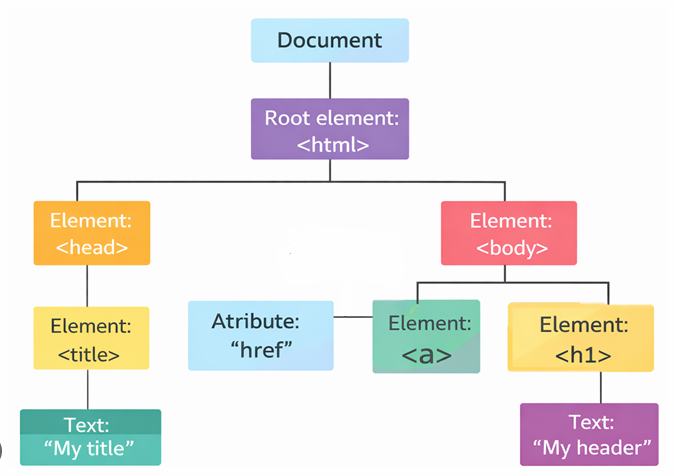 Document
Root element:
<html>
Element:
<head>
Element:
<body>
Element:
<title>
Atribute:
“href”
Element:
<a>
Element:
<h1>
Text:
“My title”
Text:
“My header”